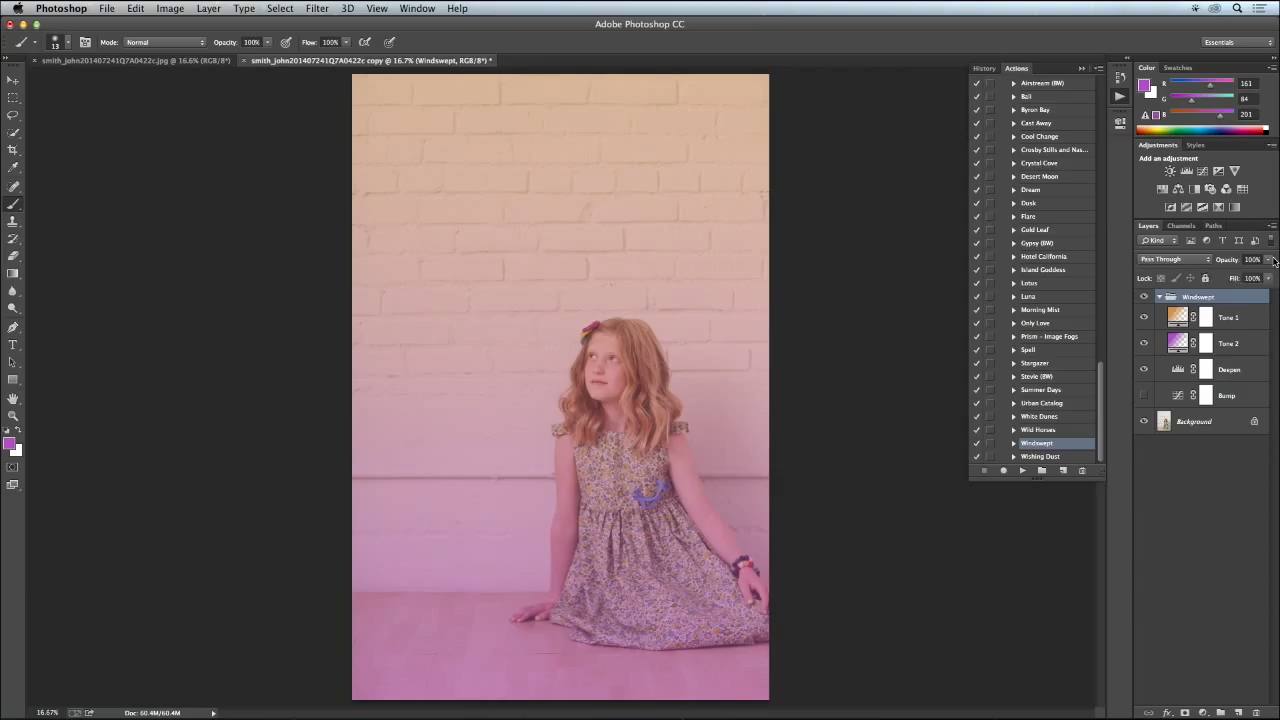 Photoshop File Edit Image Layer Type Select Filter 3D View Window Help
Adobe Photoshop CC
13 Mode: Normal Opacity: 100% Flow: 100% Essentials
smith_john201407241Q7A0422c.jpg @ 16.6% (RGB/8*)
smith_john201407241Q7A0422c copy @ 16.7% (Windswept, RGB/8*) *
History Actions
Airstream (BW)
Bali
Byron Bay
Cast Away
Cool Change
Crosby Stills and Nas...
Crystal Cove
Desert Moon
Dream
Dusk
Flare
Gold Leaf
Gypsy (BW)
Hotel California
Island Goddess
Lotus
Luna
Morning Mist
Only Love
Prism - Image Fogs
Spell
Stargazer
Stevie (BW)
Summer Days
Urban Catalog
White Dunes
Wild Horses
Windswept
Wishing Dust
Color Swatches
R 161
G 84
B 201
Adjustments Styles
Add an adjustment
Layers Channels Paths
Kind
Pass Through Opacity: 100%
Lock: Fill: 100%
Windswept
Tone 1
Tone 2
Deepen
Bump
Background
fx
16.67% Doc: 60.4M/60.4M